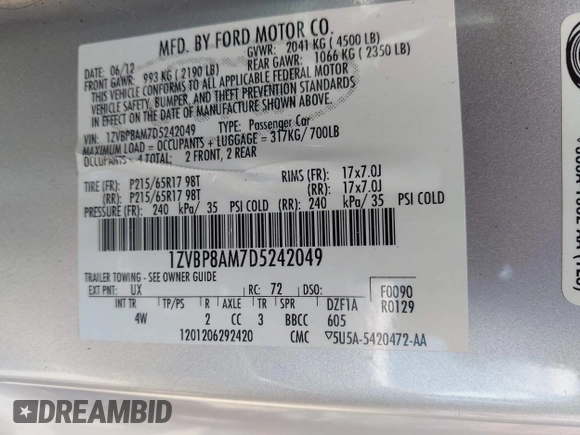 MFD. BY FORD MOTOR CO.
DATE: 06/12 GVWR: 2041 KG (4500 LB)
FRONT GAWR: 993 KG (2190 LB) REAR GAWR: 1066 KG (2350 LB)
THIS VEHICLE CONFORMS TO ALL APPLICABLE FEDERAL MOTOR
VEHICLE SAFETY, BUMPER, AND THEFT PREVENTION STANDARDS
IN EFFECT ON THE DATE OF MANUFACTURE SHOWN ABOVE.
VIN: 1ZVBP8AM7D5242049 TYPE: Passenger Car
MAXIMUM LOAD = OCCUPANTS + LUGGAGE = 317KG/700LB
OCCUPANTS = 4 TOTAL: 2 FRONT, 2 REAR
TIRE (FR): P215/65R17 98T RIMS (FR): 17x7.0J
(RR): P215/65R17 98T (RR): 17x7.0J
PRESSURE (FR): 240 kPa/ 35 PSI COLD (RR): 240 kPa/ 35 PSI COLD
1ZVBP8AM7D5242049
TRAILER TOWING - SEE OWNER GUIDE
EXT PNT: UX RC: 72 DSO: F0090
INT TR TP/PS R AXLE TR SPR DZF1A R0129
4W 2 CC 3 BBCC 605
1201206292420 CMC ▽5U5A-5420472-AA
DREAMBID